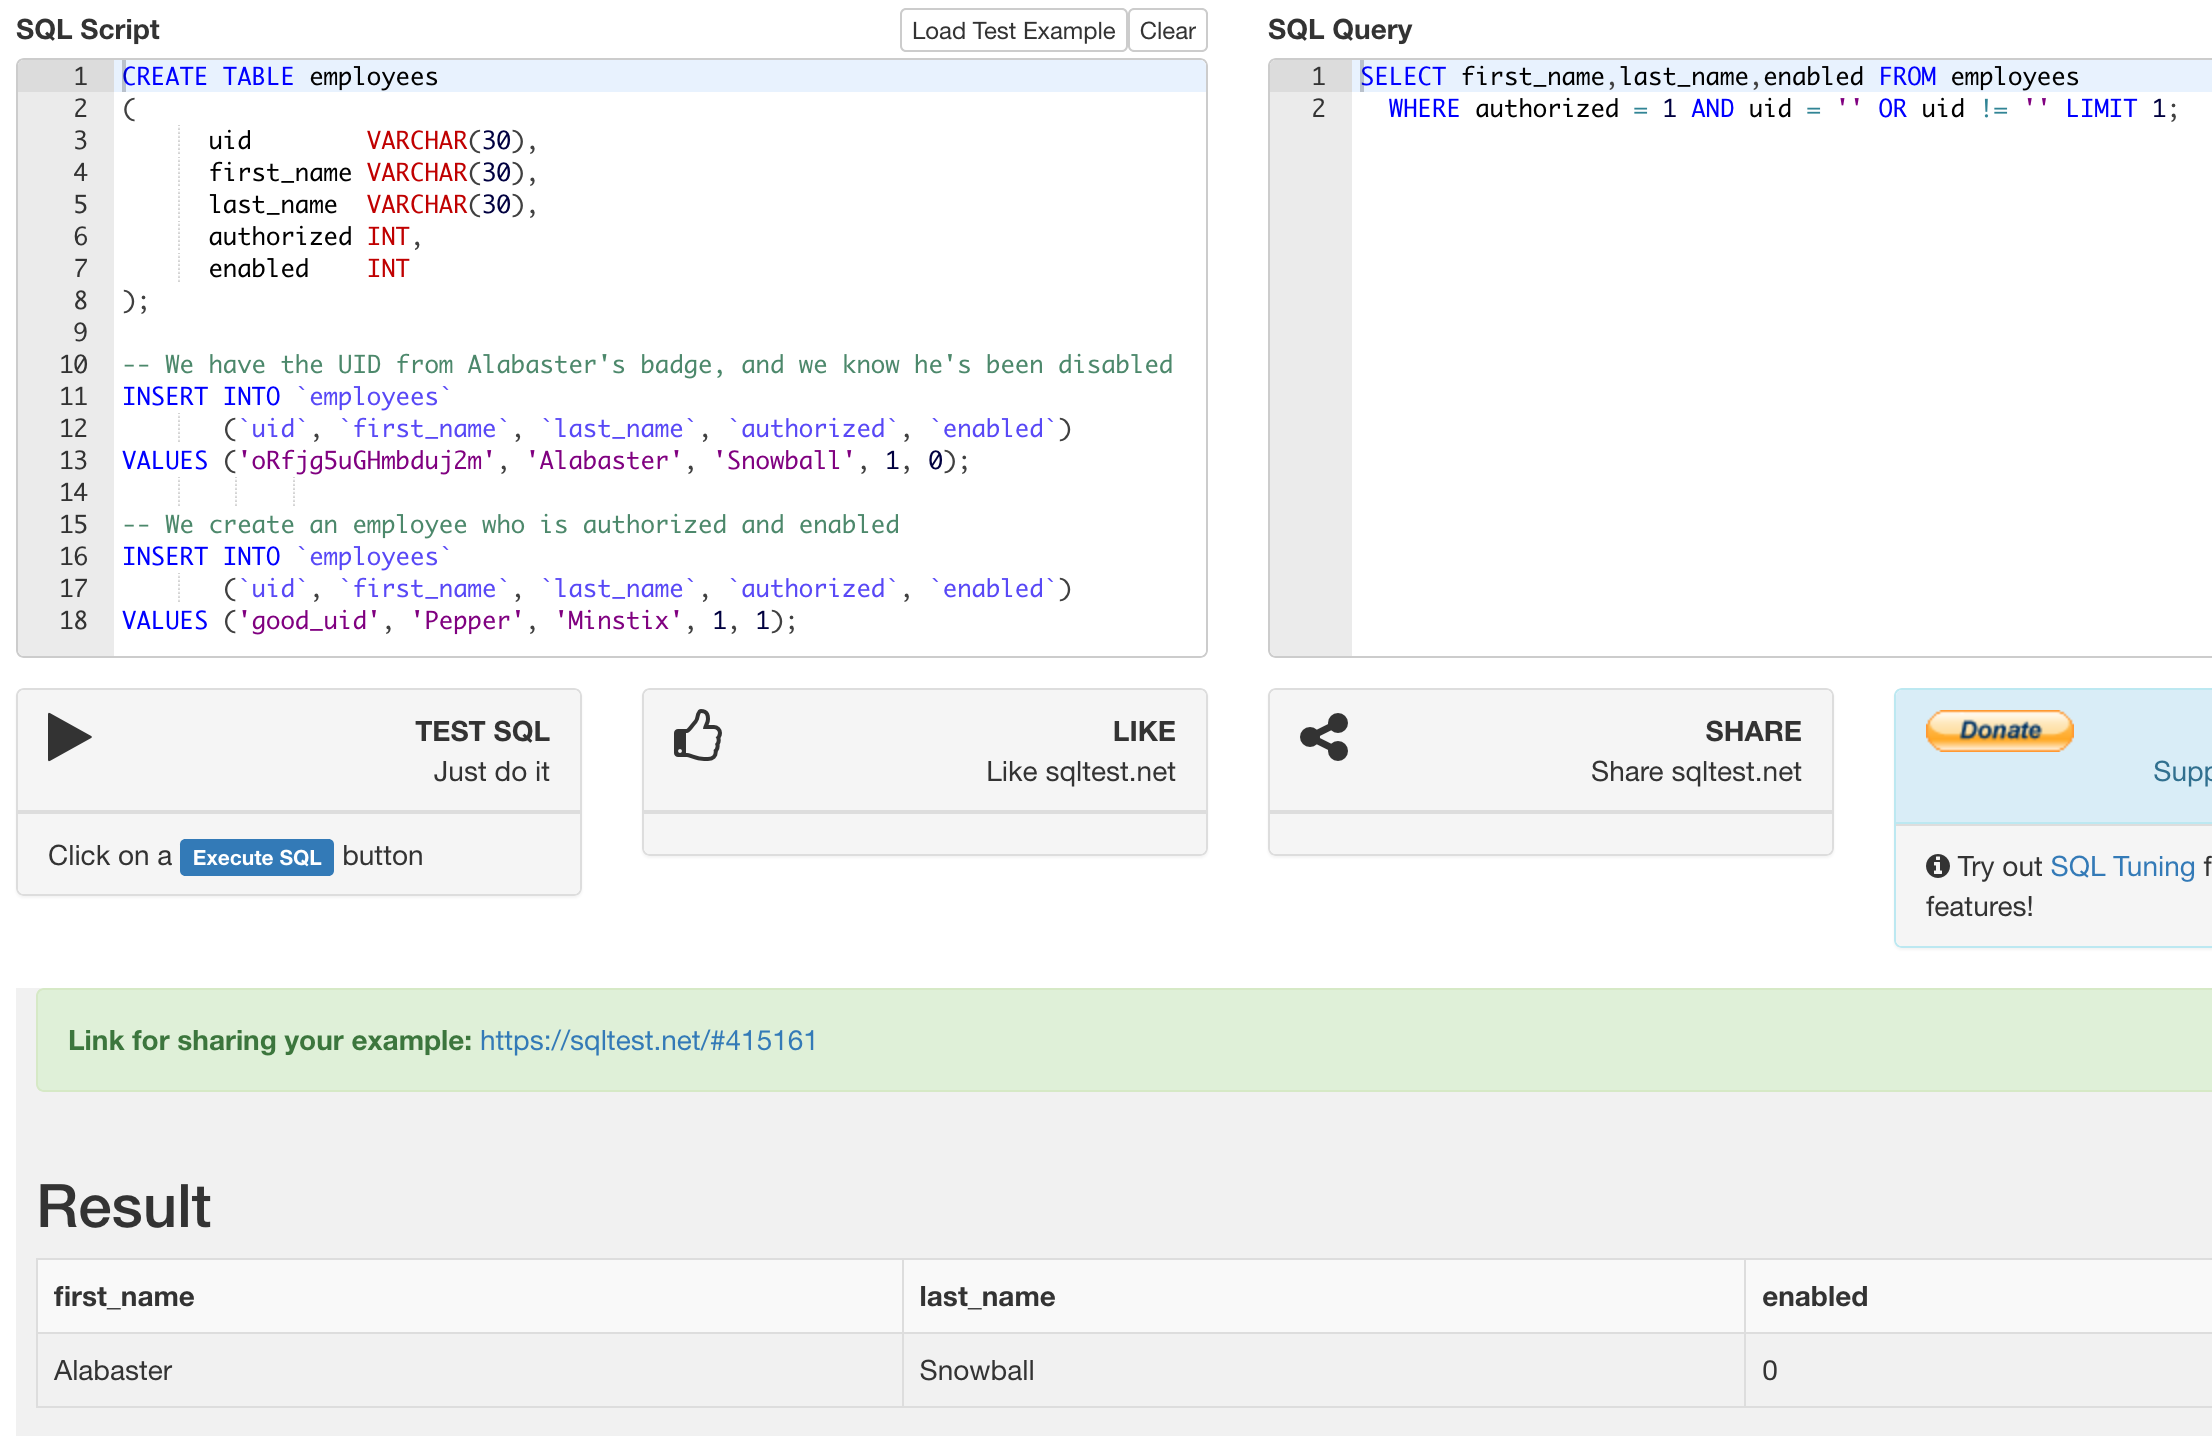 SQL Script
Load Test Example
Clear
1 CREATE TABLE employees
2 (
3 uid VARCHAR(30),
4 first_name VARCHAR(30),
5 last_name VARCHAR(30),
6 authorized INT,
7 enabled INT
8 );
9
10 -- We have the UID from Alabaster's badge, and we know he's been disabled
11 INSERT INTO `employees`
12 (`uid`, `first_name`, `last_name`, `authorized`, `enabled`)
13 VALUES ('oRfjg5uGHmbduj2m', 'Alabaster', 'Snowball', 1, 0);
14
15 -- We create an employee who is authorized and enabled
16 INSERT INTO `employees`
17 (`uid`, `first_name`, `last_name`, `authorized`, `enabled`)
18 VALUES ('good_uid', 'Pepper', 'Minstix', 1, 1);
SQL Query
1 SELECT first_name,last_name,enabled FROM employees
2 WHERE authorized = 1 AND uid = '' OR uid != '' LIMIT 1;
TEST SQL
Just do it
Click on a Execute SQL button
LIKE
Like sqltest.net
SHARE
Share sqltest.net
Donate
Supp
Try out SQL Tuning f
features!
Link for sharing your example: https://sqltest.net/#415161
Result
first_name last_name enabled
Alabaster Snowball 0